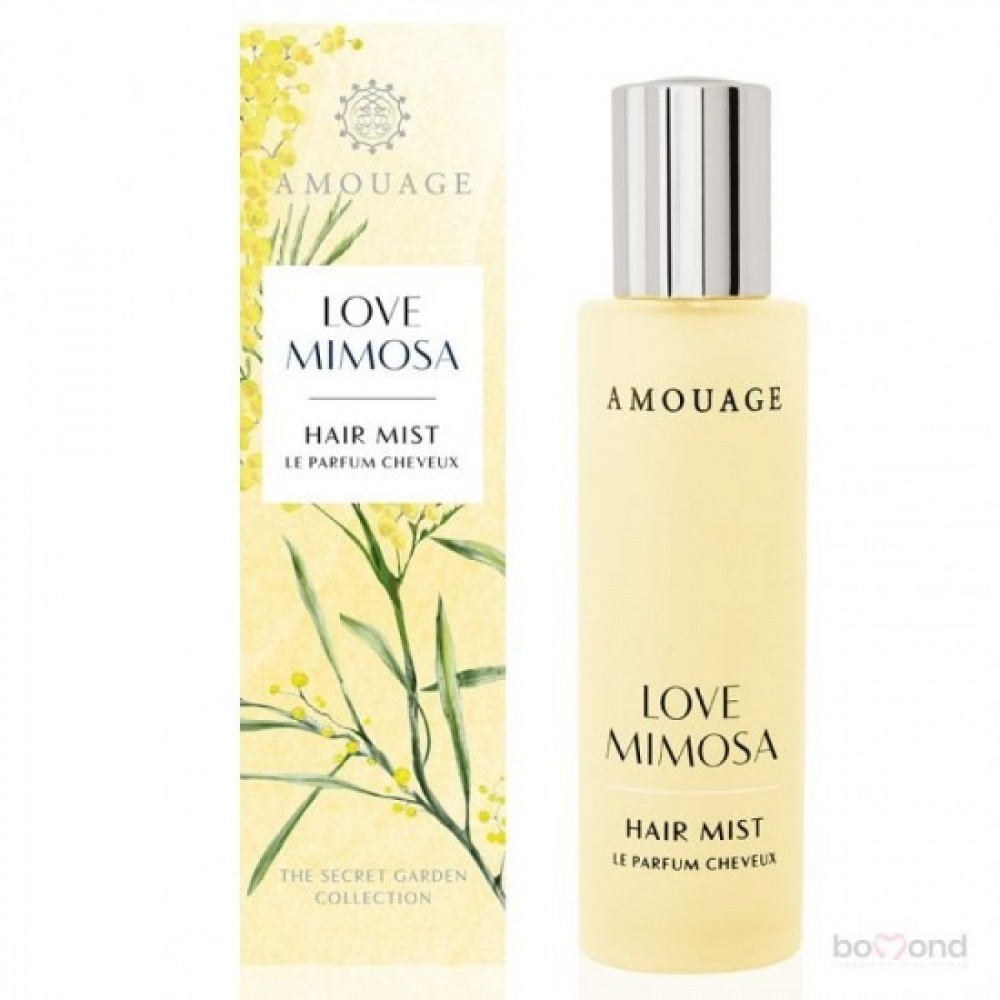 AMOUAGE
LOVE
MIMOSA
HAIR MIST
LE PARFUM CHEVEUX
THE SECRET GARDEN
COLLECTION
AMOUAGE
LOVE
MIMOSA
HAIR MIST
LE PARFUM CHEVEUX
bomond